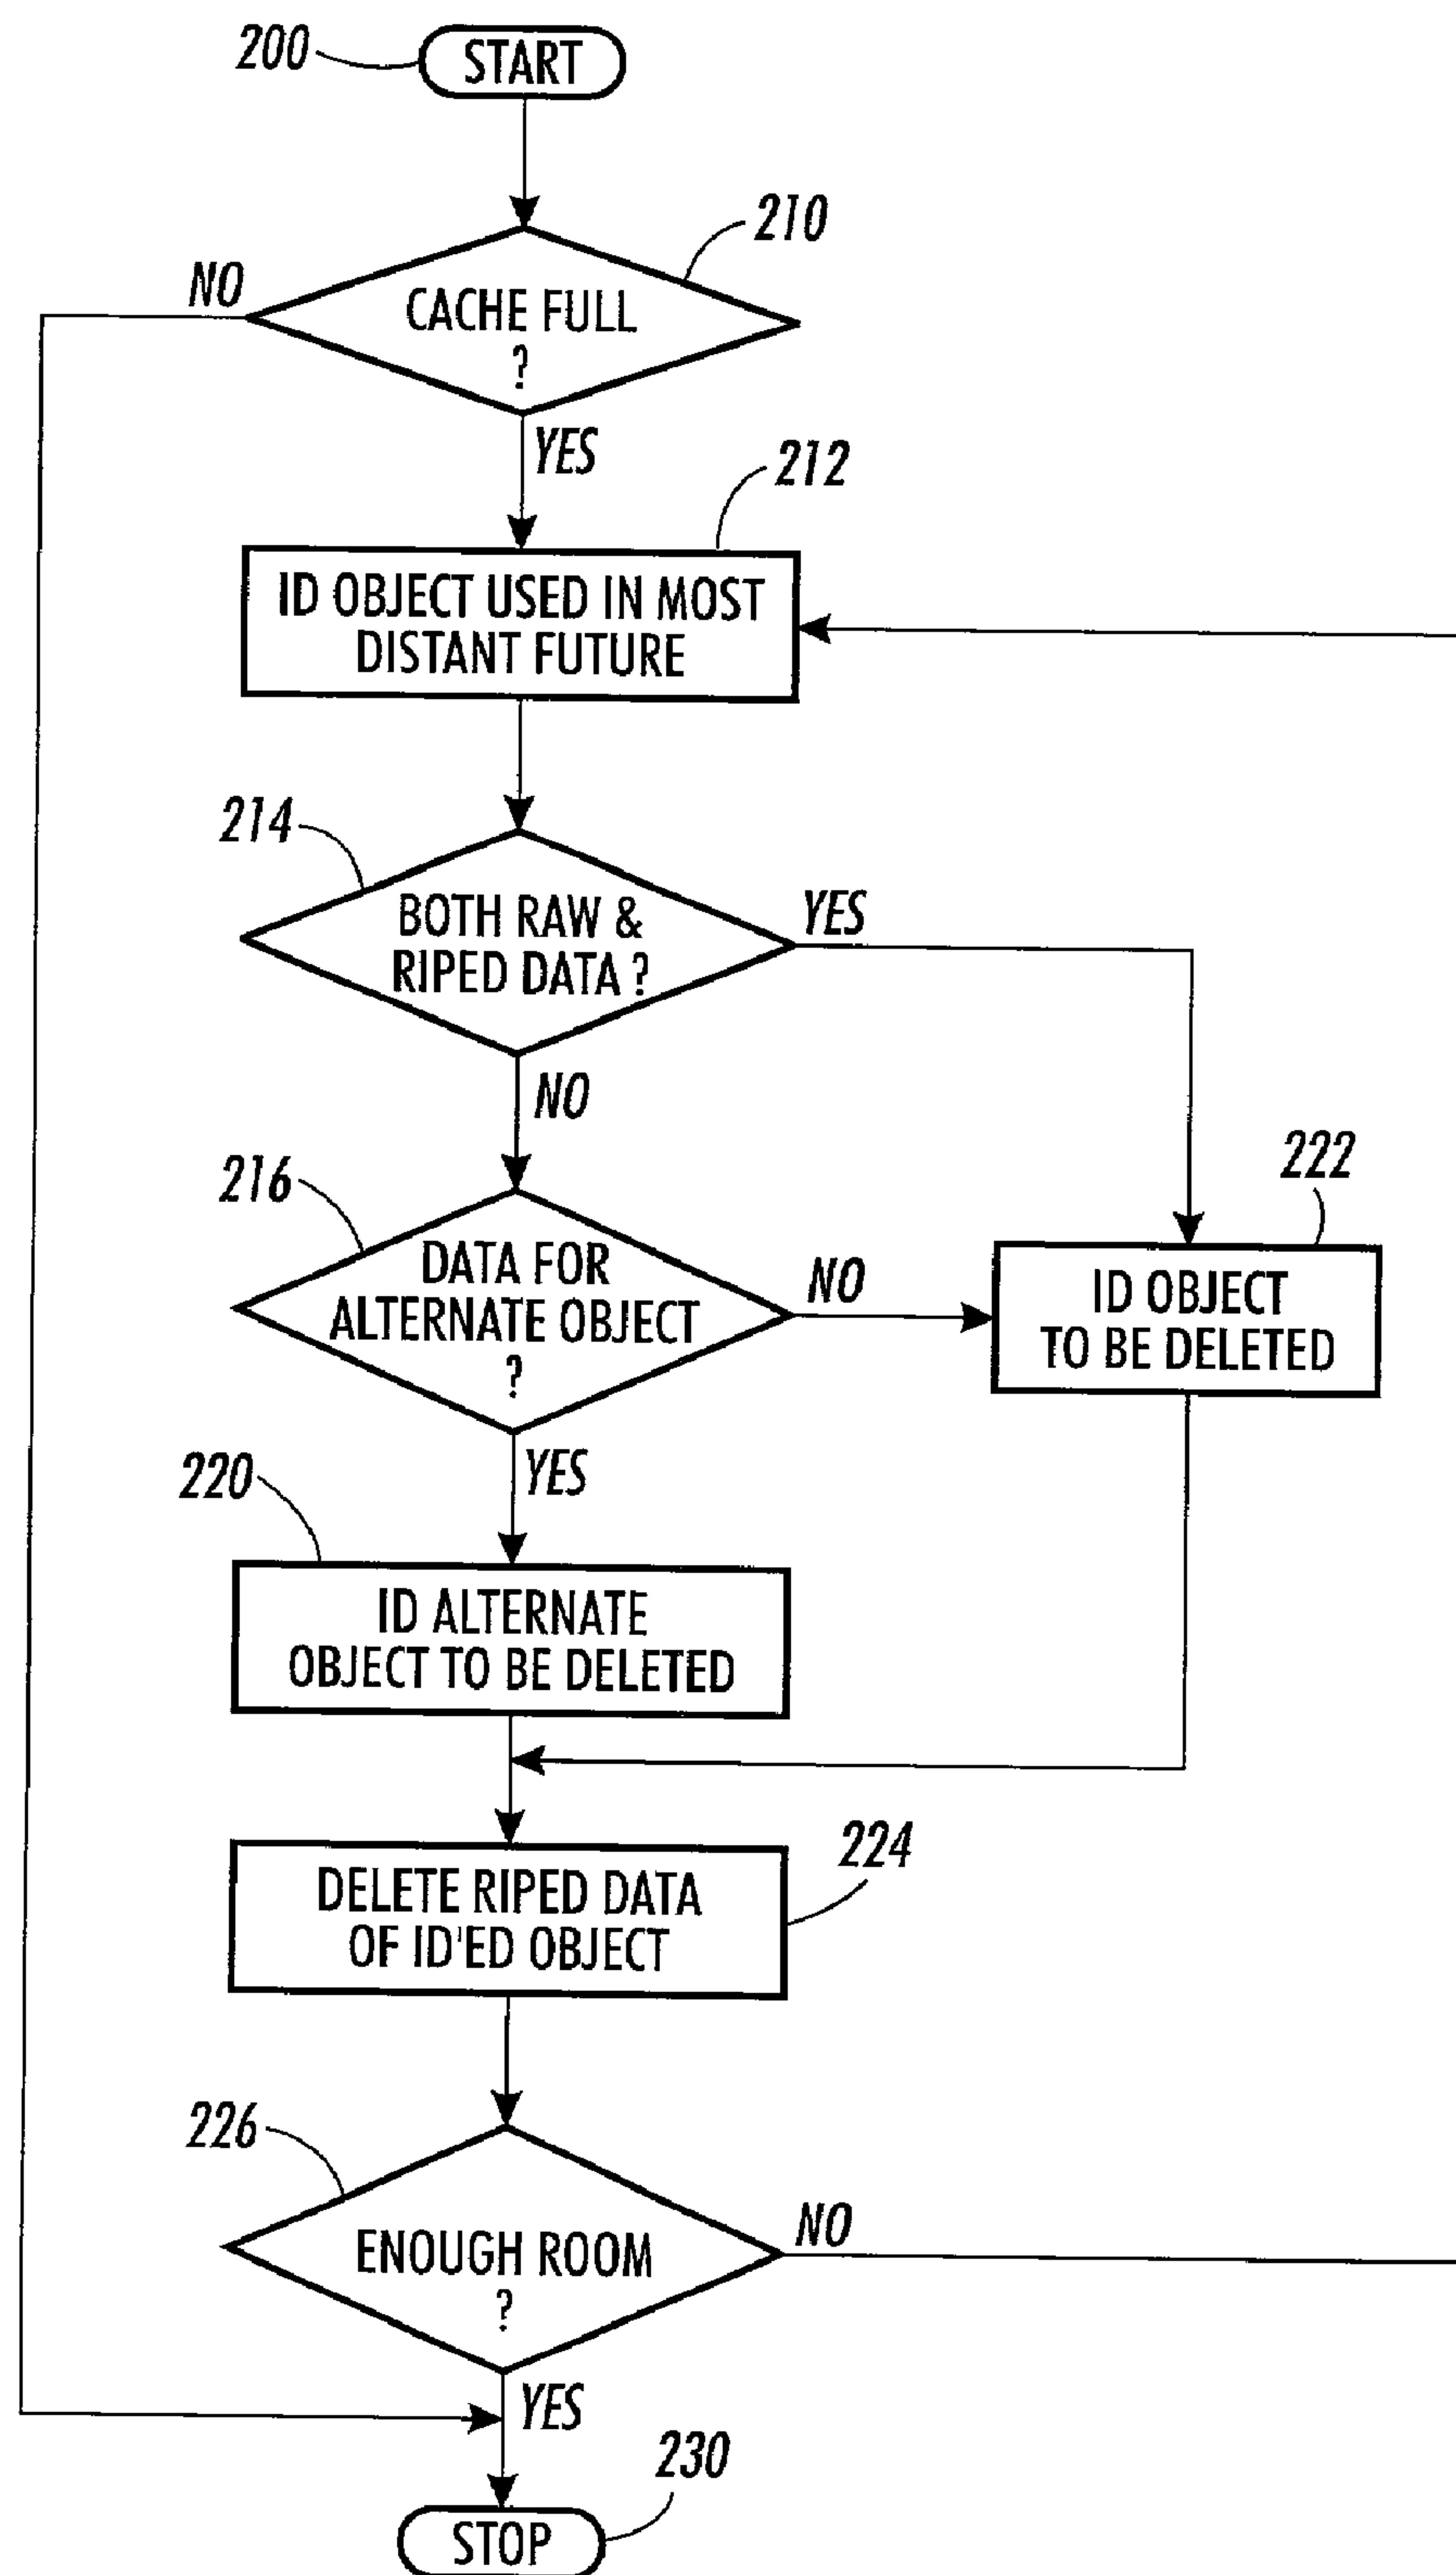 200
START
210
NO
CACHE FULL
?
YES
212
ID OBJECT USED IN MOST
DISTANT FUTURE
214
BOTH RAW &
RIPED DATA ?
YES
NO
216
222
DATA FOR
ALTERNATE OBJECT
?
NO
ID OBJECT
TO BE DELETED
YES
220
ID ALTERNATE
OBJECT TO BE DELETED
224
DELETE RIPED DATA
OF ID'ED OBJECT
226
NO
ENOUGH ROOM
?
YES
230
STOP